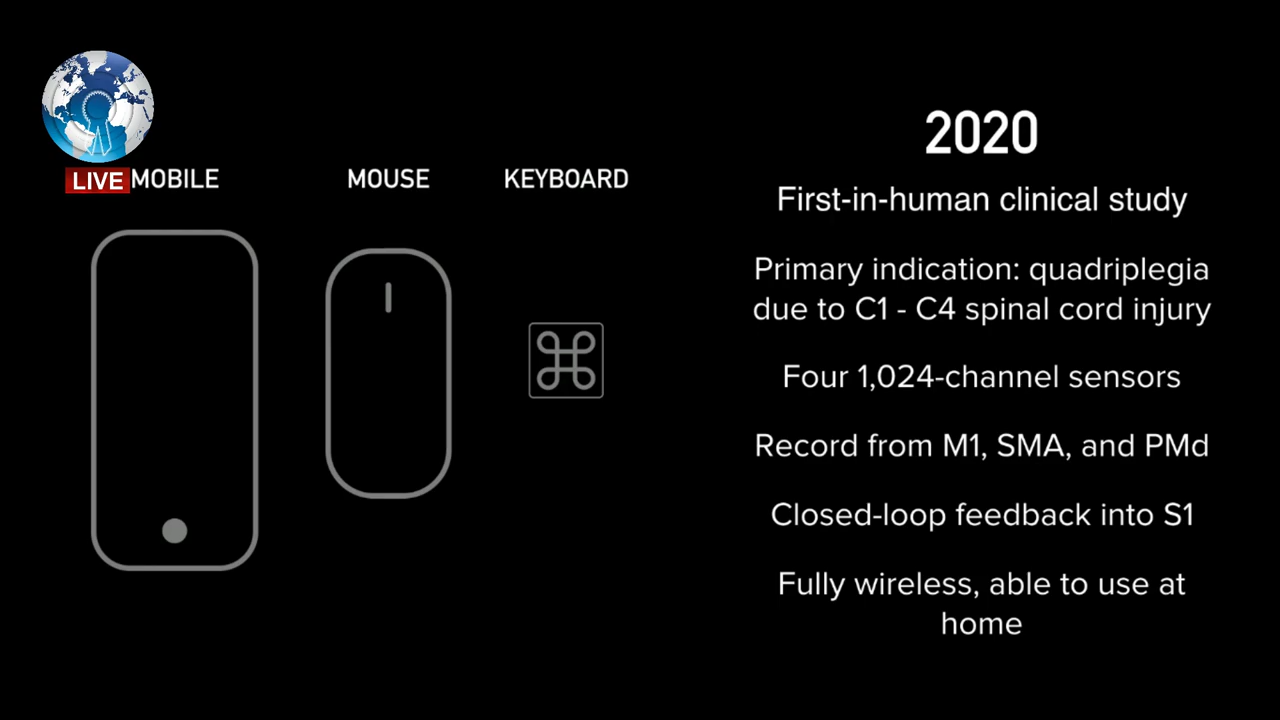 LIVE
MOBILE
MOUSE
KEYBOARD
2020
First-in-human clinical study
Primary indication: quadriplegia
due to C1 - C4 spinal cord injury
Four 1,024-channel sensors
Record from M1, SMA, and PMd
Closed-loop feedback into S1
Fully wireless, able to use at
home